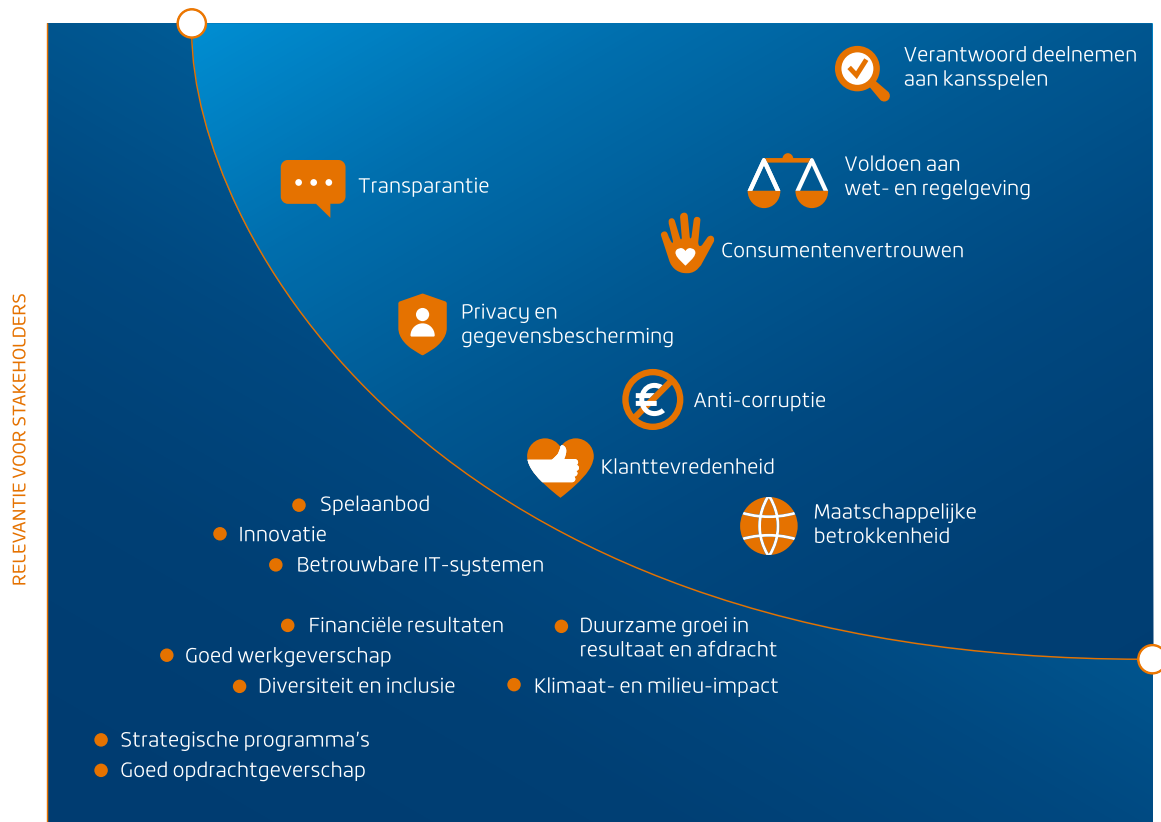 RELEVANTIE VOOR STAKEHOLDERS
Verantwoord deelnemen
aan kansspelen
Voldoen aan
wet- en regelgeving
Transparantie
Consumentenvertrouwen
Privacy en
gegevensbescherming
Anti-corruptie
Klanttevredenheid
Maatschappelijke
betrokkenheid
Spelaanbod
Innovatie
Betrouwbare IT-systemen
Financiële resultaten
Duurzame groei in
resultaat en afdracht
Goed werkgeverschap
Diversiteit en inclusie
Klimaat- en milieu-impact
Strategische programma's
Goed opdrachtgeverschap